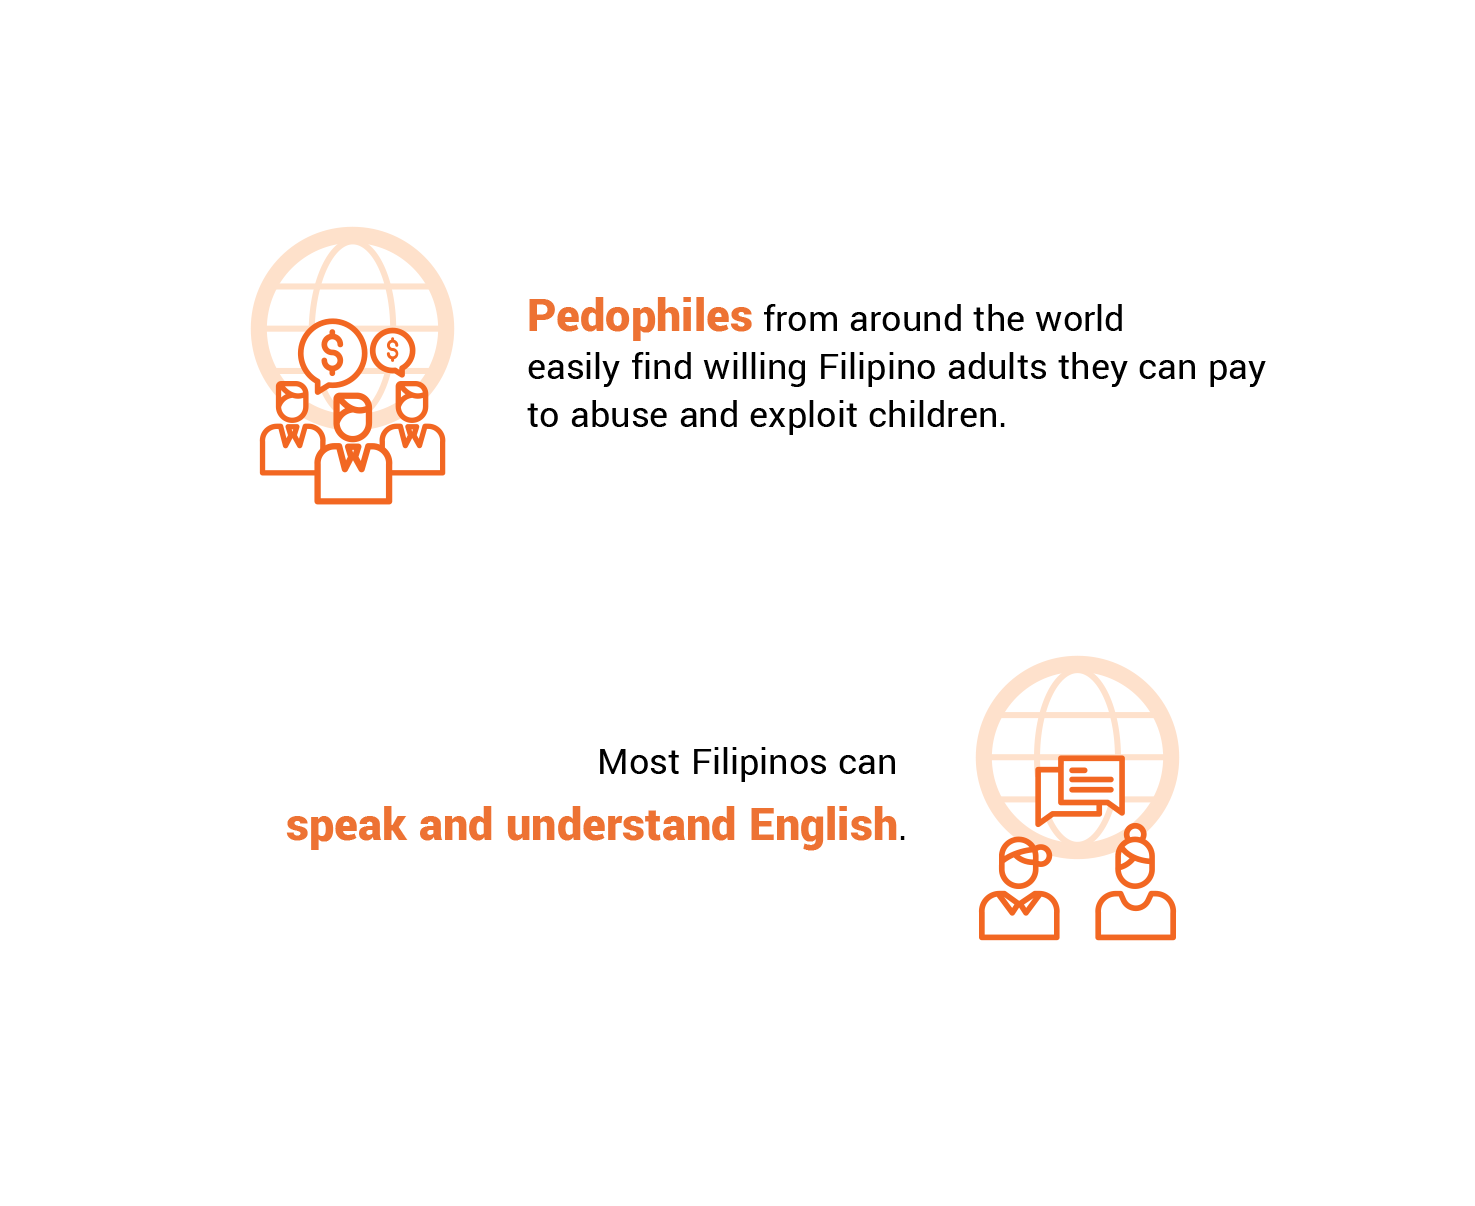 Pedophiles from around the world
easily find willing Filipino adults they can pay
to abuse and exploit children.
$ $
Most Filipinos can
speak and understand English.